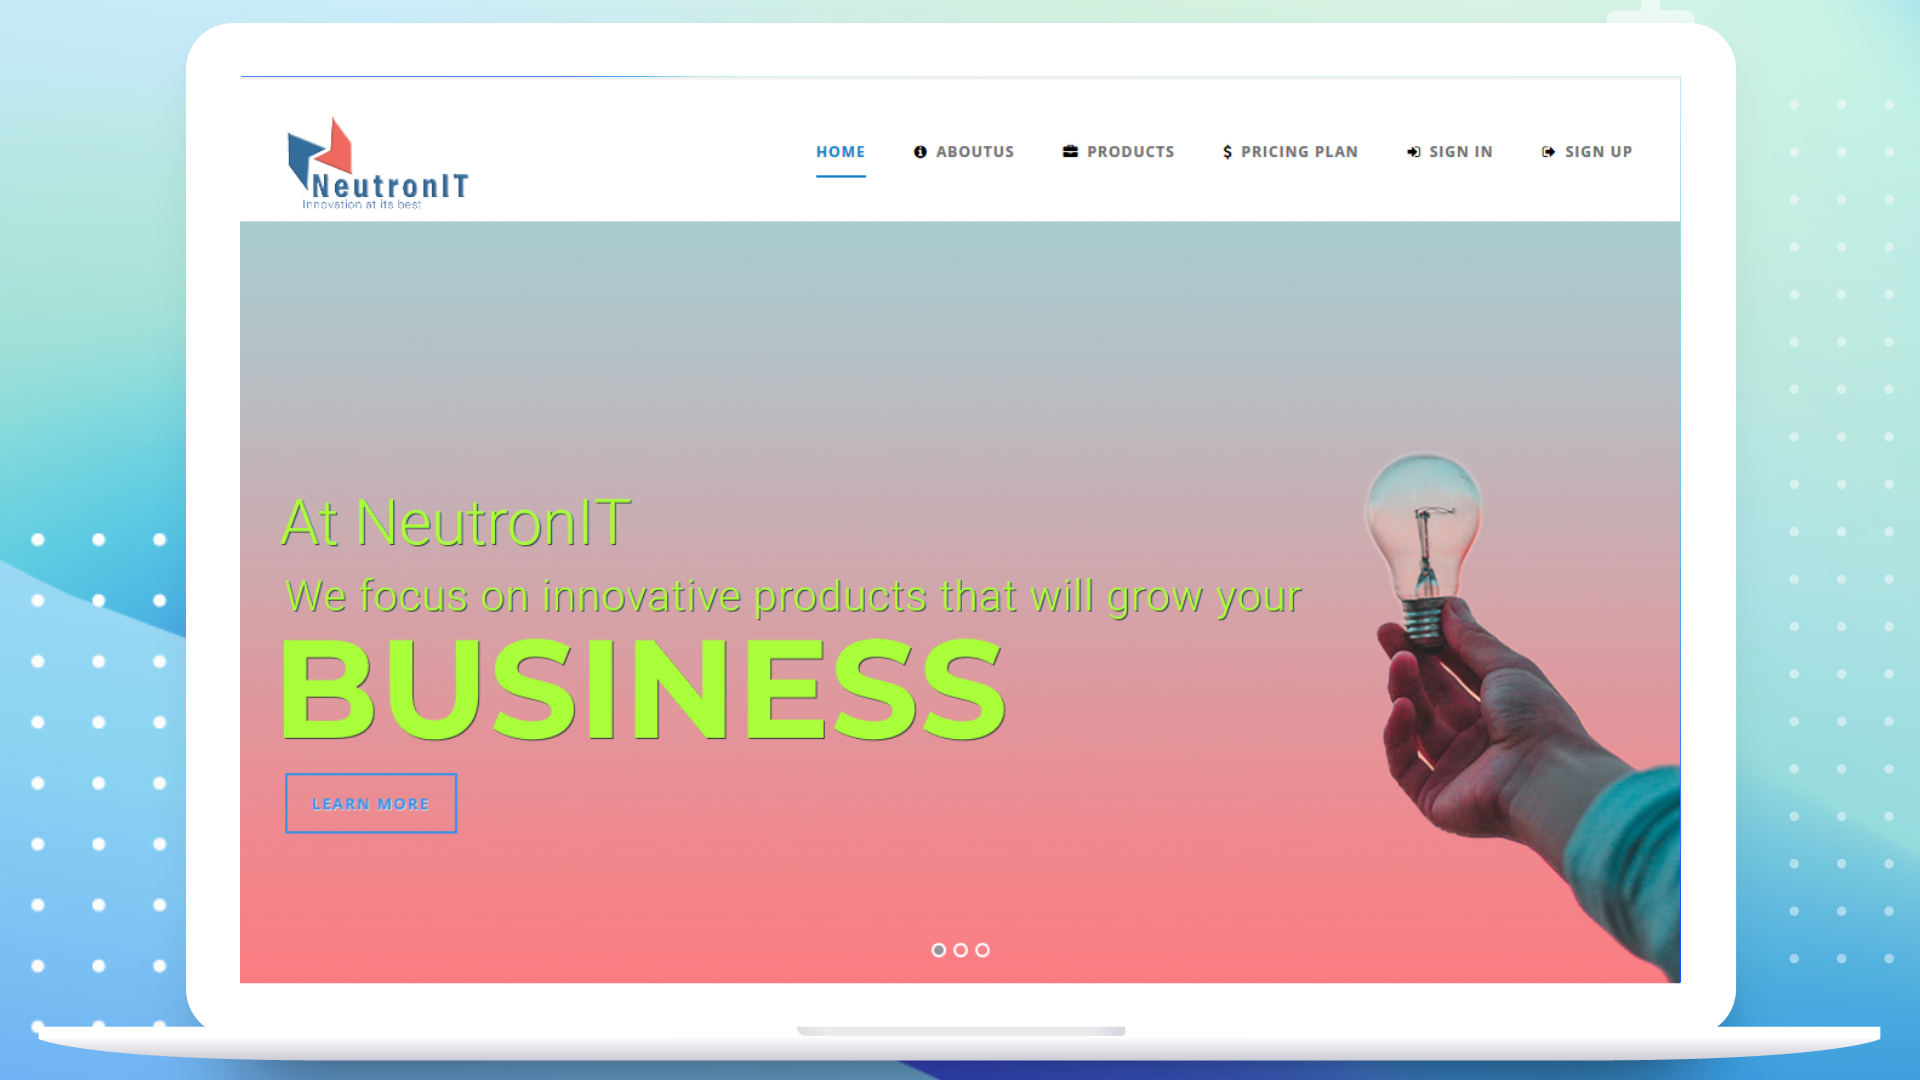 NeutronIT
Innovation at its best
HOME ABOUTUS PRODUCTS $ PRICING PLAN SIGN IN SIGN UP
At NeutronIT
We focus on innovative products that will grow your
BUSINESS
LEARN MORE